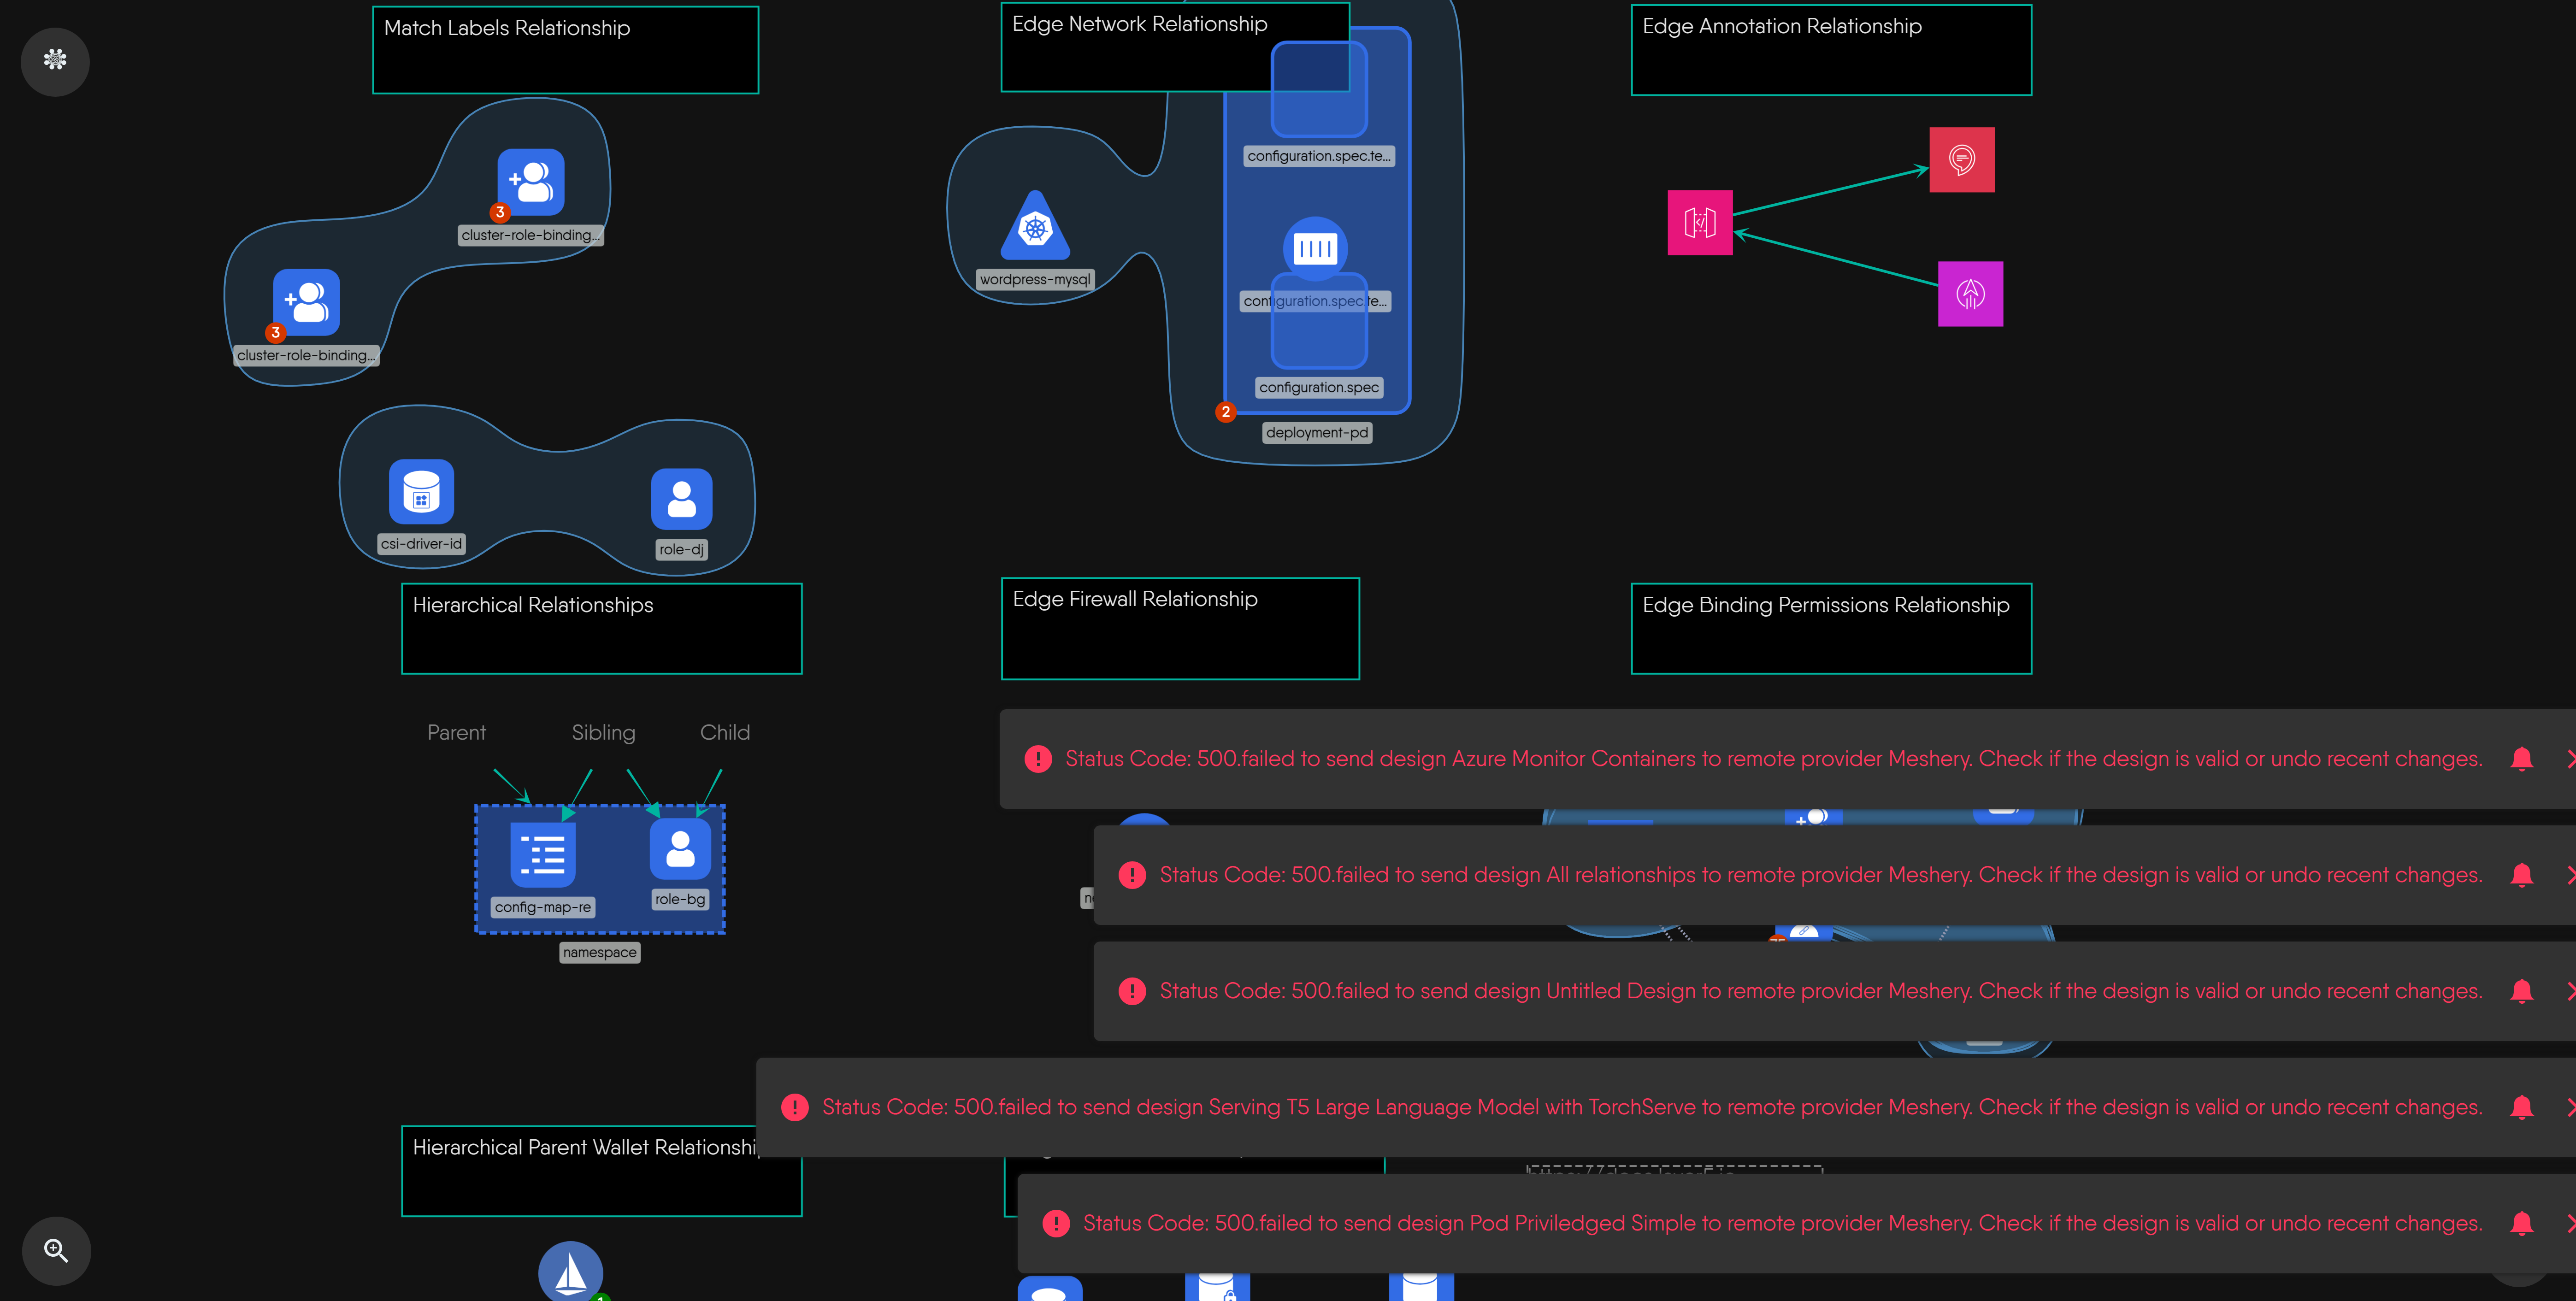 Match Labels Relationship
Edge Network Relationship
Edge Annotation Relationship
configuration.spec.te...
cluster-role-binding...
3
wordpress-mysql
configuration.spec.te...
3
cluster-role-binding...
configuration.spec
2
deployment-pd
csi-driver-id
role-dj
Hierarchical Relationships
Edge Firewall Relationship
Edge Binding Permissions Relationship
Parent
Sibling
Child
Status Code: 500.failed to send design Azure Monitor Containers to remote provider Meshery. Check if the design is valid or undo recent changes.
Status Code: 500.failed to send design All relationships to remote provider Meshery. Check if the design is valid or undo recent changes.
config-map-re
role-bg
namespace
Status Code: 500.failed to send design Untitled Design to remote provider Meshery. Check if the design is valid or undo recent changes.
Status Code: 500.failed to send design Serving T5 Large Language Model with TorchServe to remote provider Meshery. Check if the design is valid or undo recent changes.
Hierarchical Parent Wallet
Status Code: 500.failed to send design Pod Priviledged Simple to remote provider Meshery. Check if the design is valid or undo recent changes.